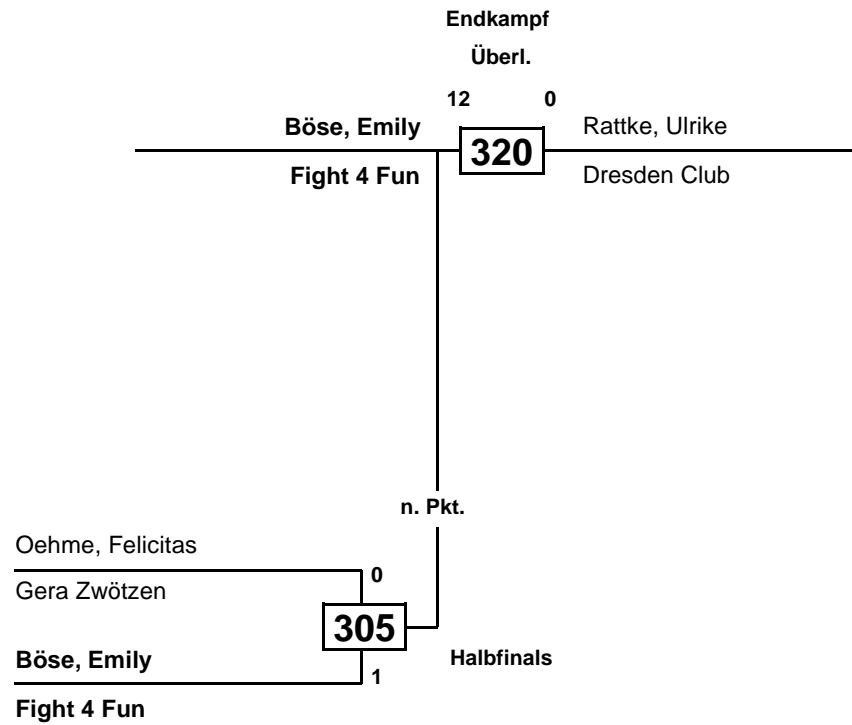 Endkampf
Überl.
12 0
Böse, Emily 320 Rattke, Ulrike
Fight 4 Fun Dresden Club
n. Pkt.
Oehme, Felicitas
0
Gera Zwötzen
305
Böse, Emily Halbfinals
1
Fight 4 Fun